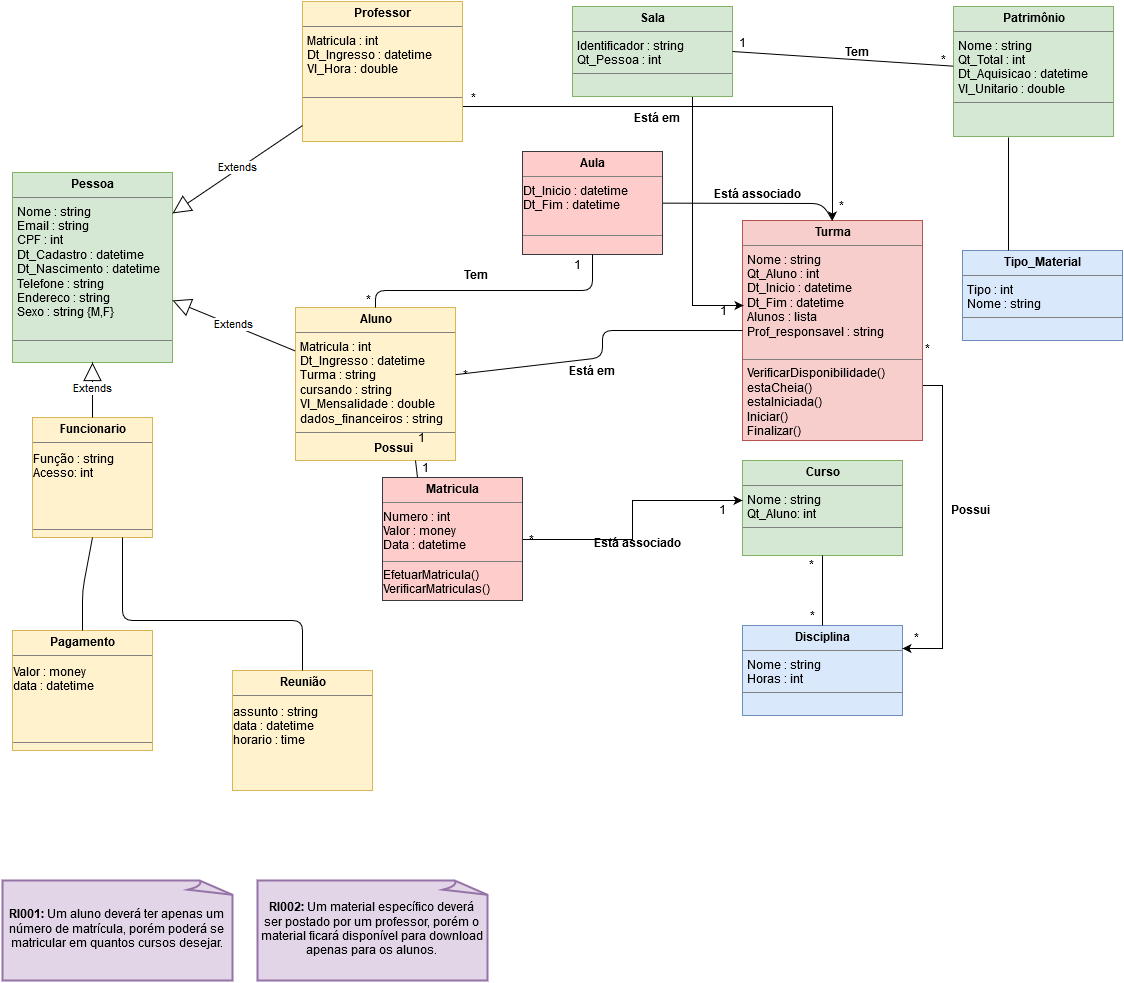 Professor
Matricula : int
Dt_Ingresso : datetime
Vl_Hora : double
*
Sala
Identificador : string
Qt_Pessoa : int
1
Tem
*
Patrimônio
Nome : string
Qt_Total : int
Dt_Aquisicao : datetime
Vl_Unitario : double
Está em
Extends
Aula
Dt_Inicio : datetime
Dt_Fim : datetime
1
Está associado
*
Pessoa
Nome : string
Email : string
CPF : int
Dt_Cadastro : datetime
Dt_Nascimento : datetime
Telefone : string
Endereco : string
Sexo : string {M,F}
Turma
Nome : string
Qt_Aluno : int
Dt_Inicio : datetime
Dt_Fim : datetime
Alunos : lista
Prof_responsavel : string
VerificarDisponibilidade()
estaCheia()
estaIniciada()
Iniciar()
Finalizar()
1
*
Tipo_Material
Tipo : int
Nome : string
Tem
*
Extends
Aluno
Matricula : int
Dt_Ingresso : datetime
Turma : string
cursando : string
Vl_Mensalidade : double
dados_financeiros : string
*
Está em
1
Possui
1
Extends
Funcionario
Função : string
Acesso: int
Matricula
Numero : int
Valor : money
Data : datetime
EfetuarMatricula()
VerificarMatriculas()
*
Está associado
1
Curso
Nome : string
Qt_Aluno: int
*
Possui
*
*
Disciplina
Nome : string
Horas : int
Pagamento
Valor : money
data : datetime
Reunião
assunto : string
data : datetime
horario : time
RI001: Um aluno deverá ter apenas um
número de matrícula, porém poderá se
matricular em quantos cursos desejar.
RI002: Um material específico deverá
ser postado por um professor, porém o
material ficará disponível para download
apenas para os alunos.